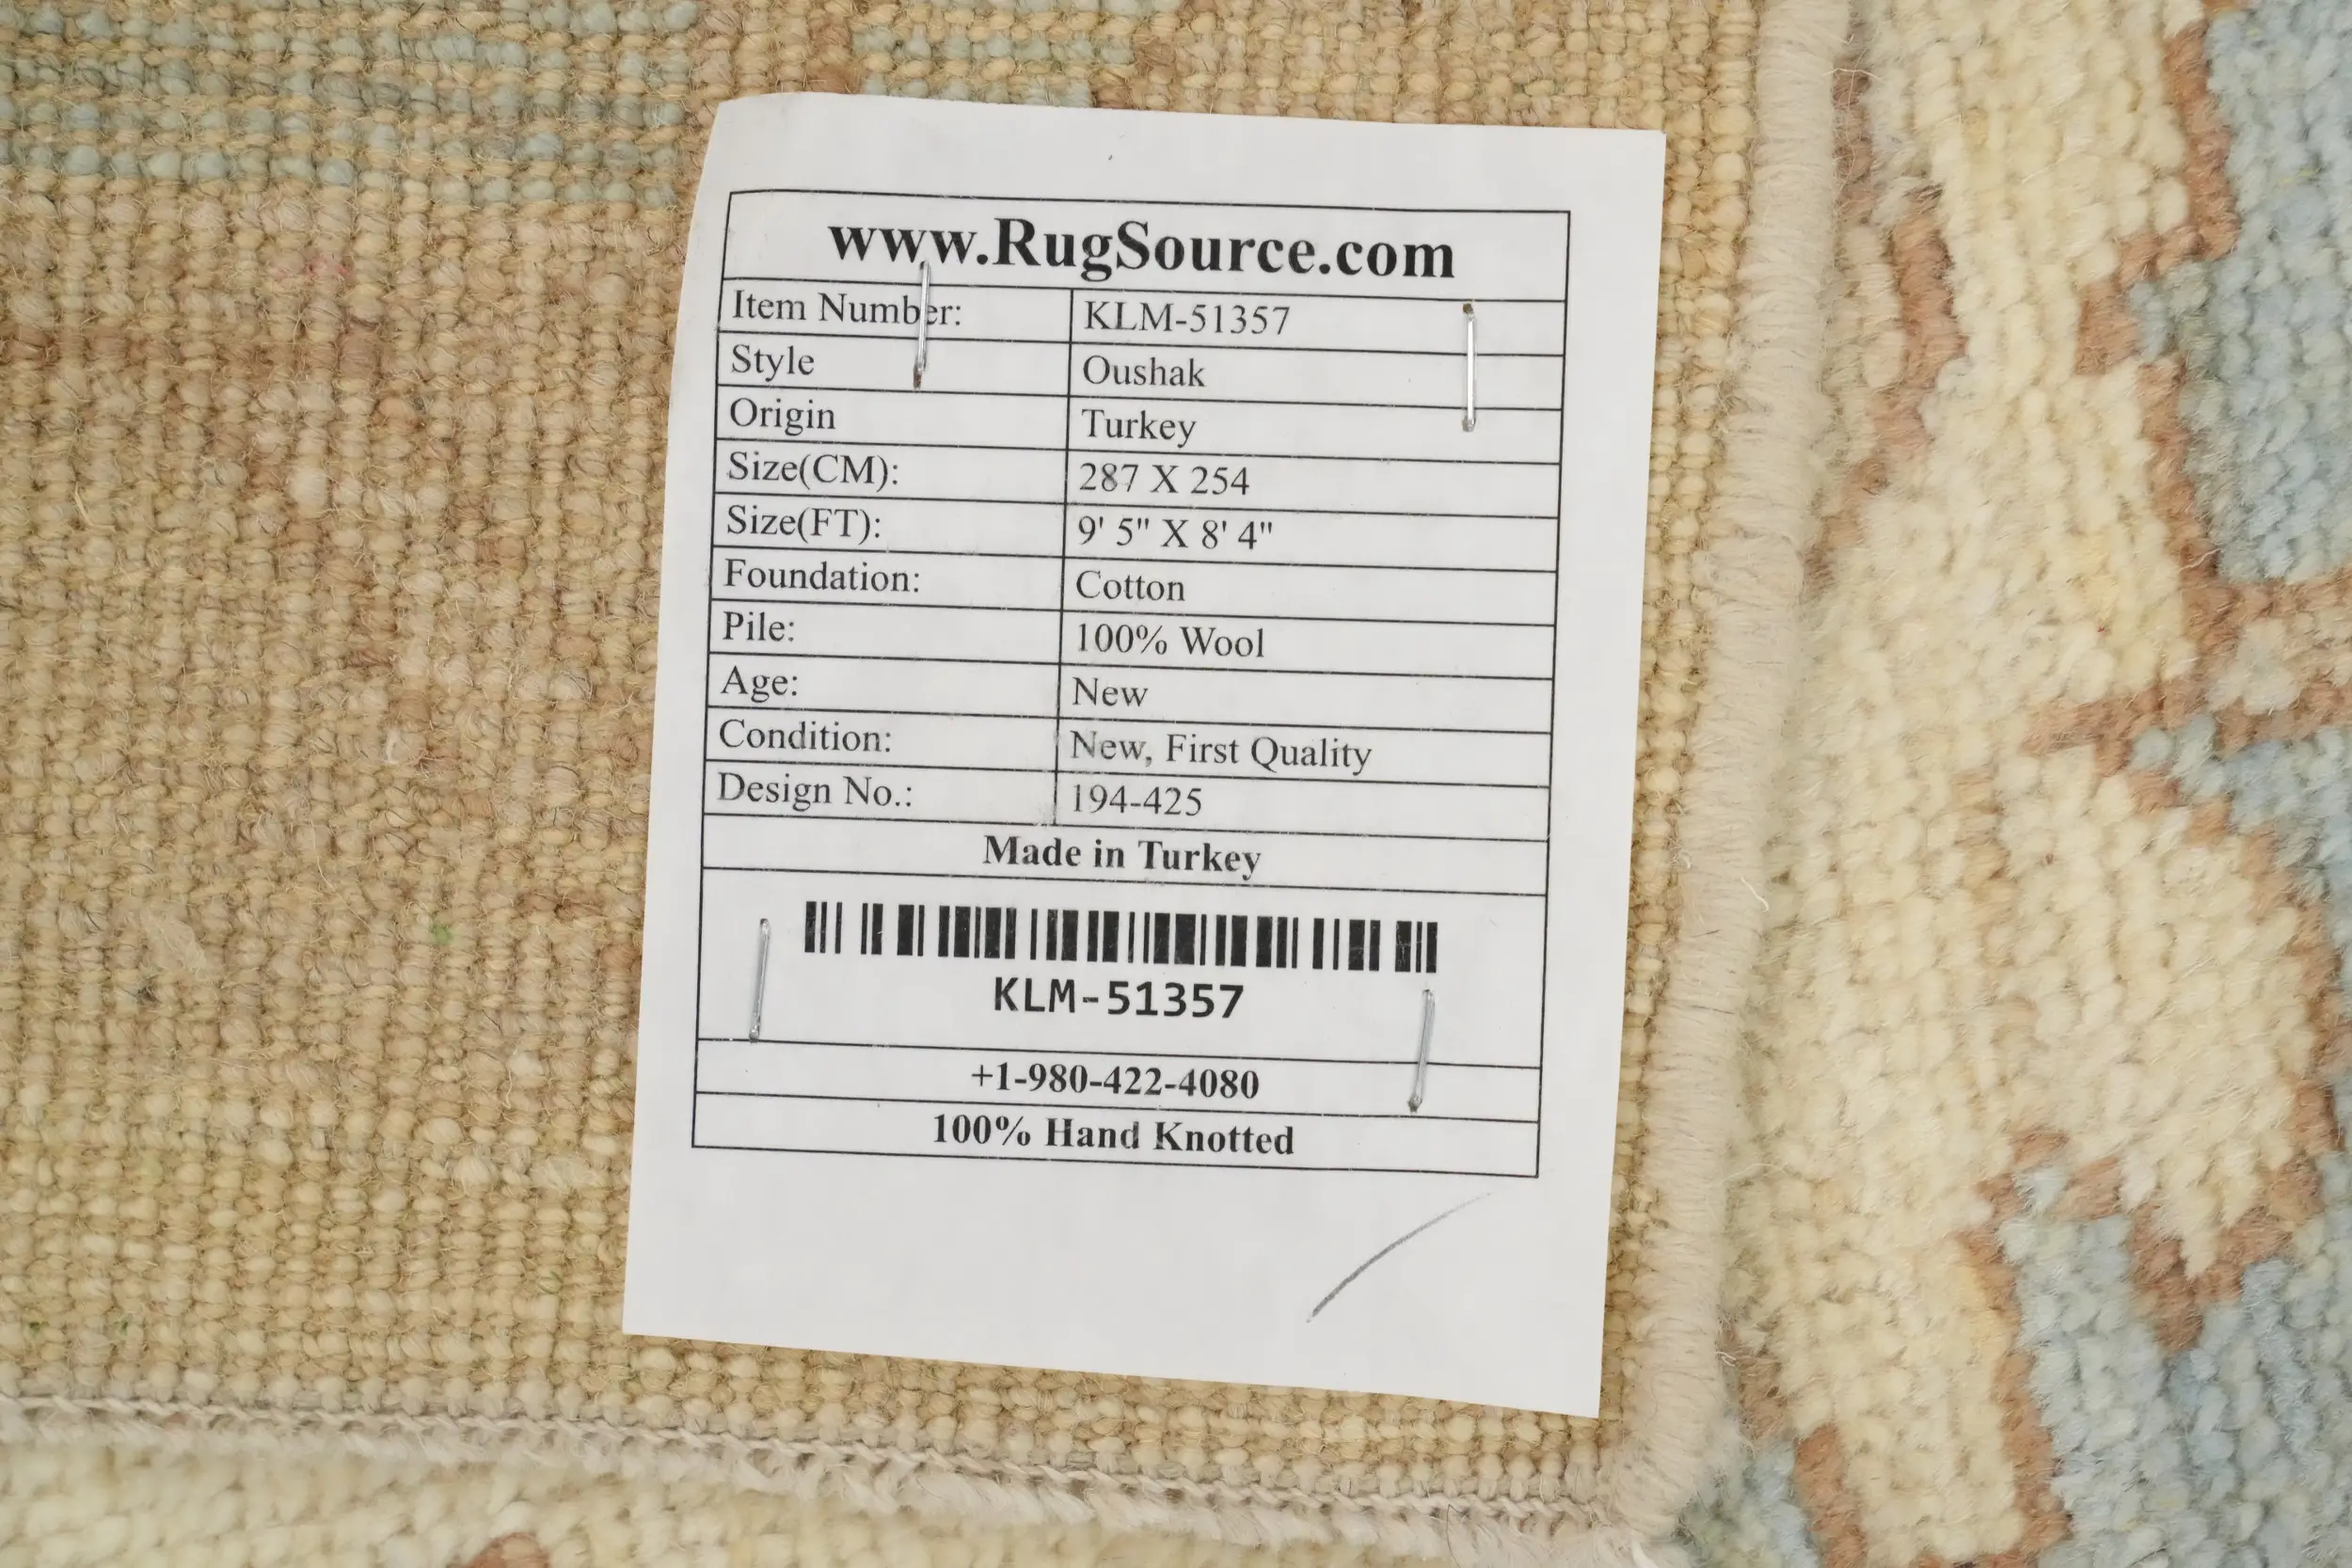 www.RugSource.com
Item Number: KLM-51357
Style Oushak
Origin Turkey
Size(CM): 287 X 254
Size(FT): 9' 5" X 8' 4"
Foundation: Cotton
Pile: 100% Wool
Age: New
Condition: New, First Quality
Design No.: 194-425
Made in Turkey
KLM-51357
+1-980-422-4080
100% Hand Knotted